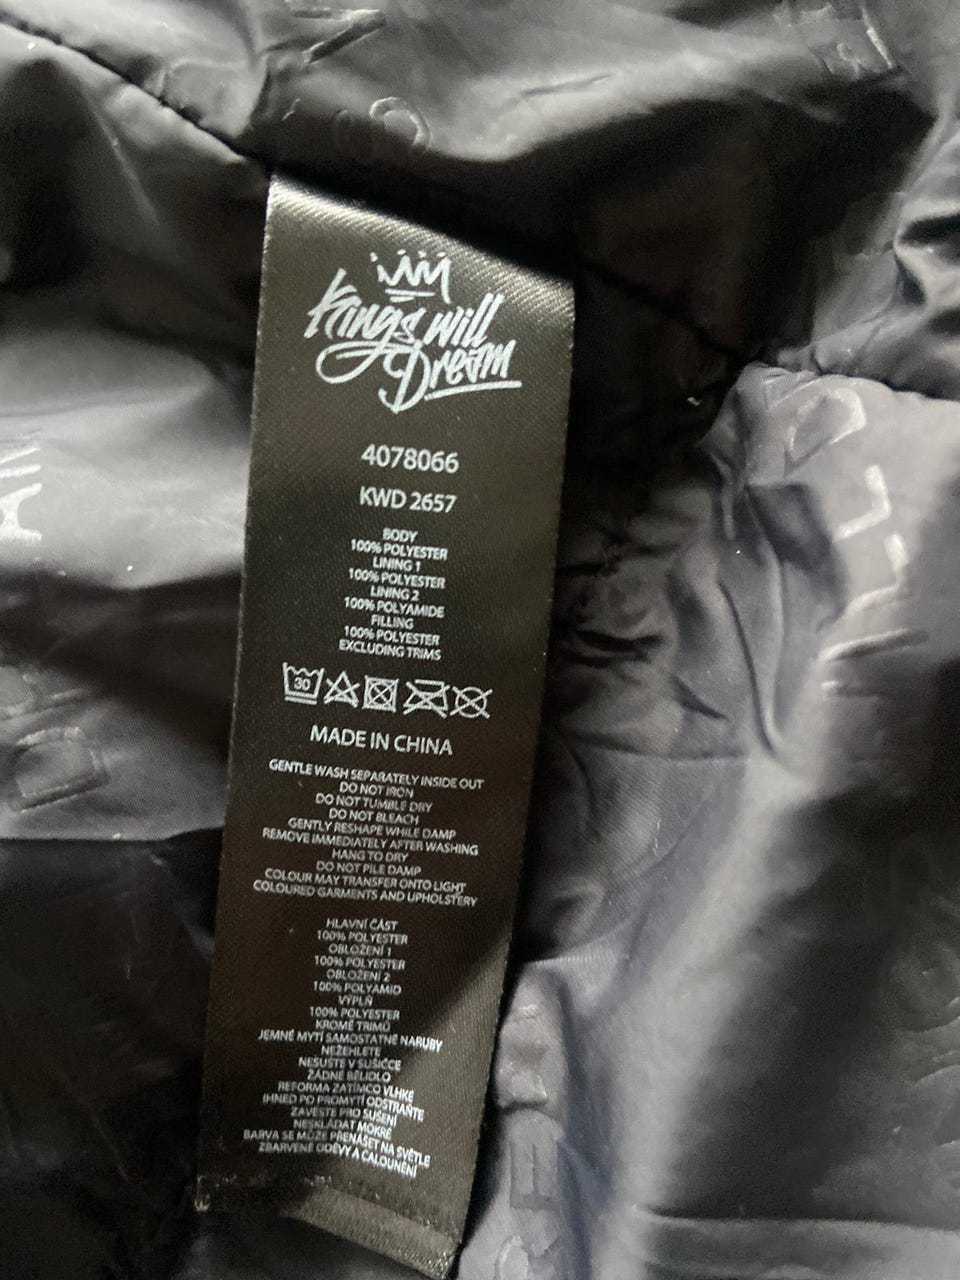 Kings will
Dream
4078066
KWD 2657
BODY
100% POLYESTER
LINING 1
100% POLYESTER
LINING 2
100% POLYAMIDE
FILLING
100% POLYESTER
EXCLUDING TRIMS
30
MADE IN CHINA
GENTLE WASH SEPARATELY INSIDE OUT
DO NOT IRON
DO NOT TUMBLE DRY
DO NOT BLEACH
GENTLY RESHAPE WHILE DAMP
REMOVE IMMEDIATELY AFTER WASHING
HANG TO DRY
DO NOT PILE DAMP
COLOUR MAY TRANSFER ONTO LIGHT
COLOURED GARMENTS AND UPHOLSTERY
HLAVNÍ ČÁST
100% POLYESTER
OBLOŽENÍ 1
100% POLYESTER
OBLOŽENÍ 2
100% POLYAMID
VÝPLŇ
100% POLYESTER
KROMĚ TRIMŮ
JEMNÉ MYTÍ SAMOSTATNĚ NARUBY
NEŽEHLETE
NESUŠTE V SUŠIČCE
ŽÁDNÉ BĚLIDLO
REFORMA ZATÍMCO VLHKÉ
IHNED PO PROMYTÍ ODSTRAŇTE
ZAVĚSTE PRO SUŠENÍ
NESKLÁDAT MOKRÉ
BARVA SE MŮŽE PŘENÁŠET NA SVĚTLE
ZBARVENÉ ODĚVY A ČALOUNĚNÍ